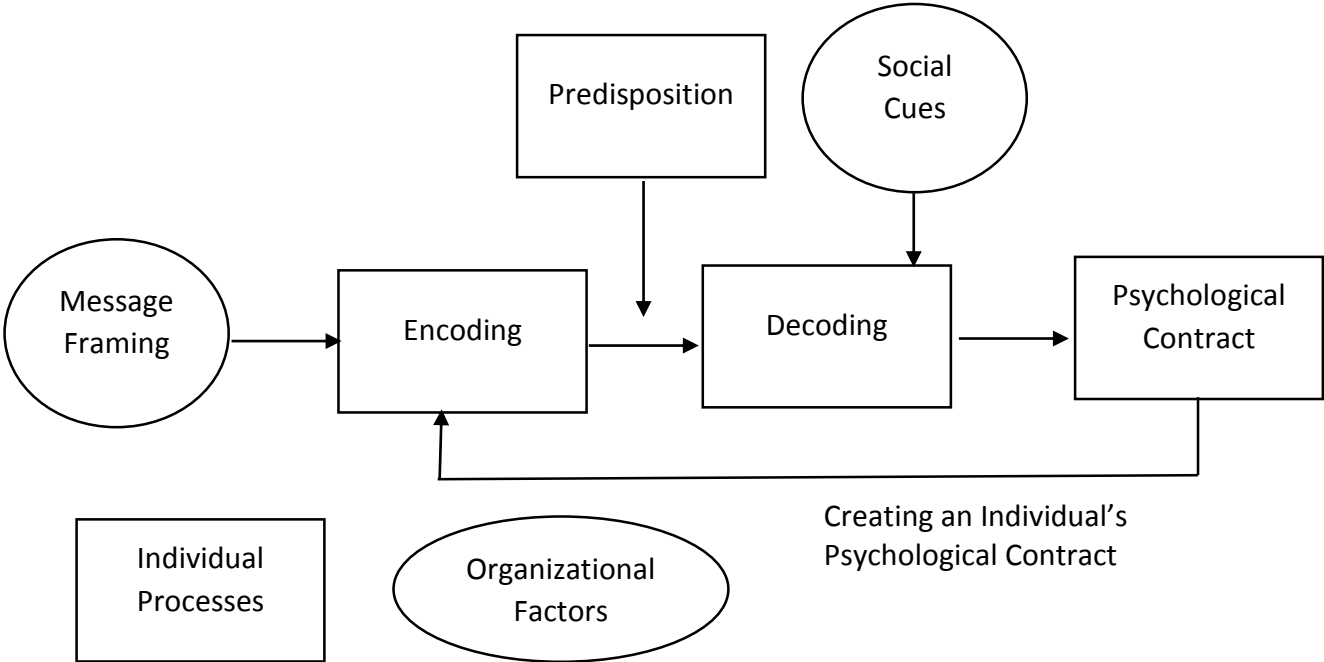 Predisposition
Social
Cues
Message
Framing
Encoding
Decoding
Psychological
Contract
Creating an Individual’s
Psychological Contract
Individual
Processes
Organizational
Factors